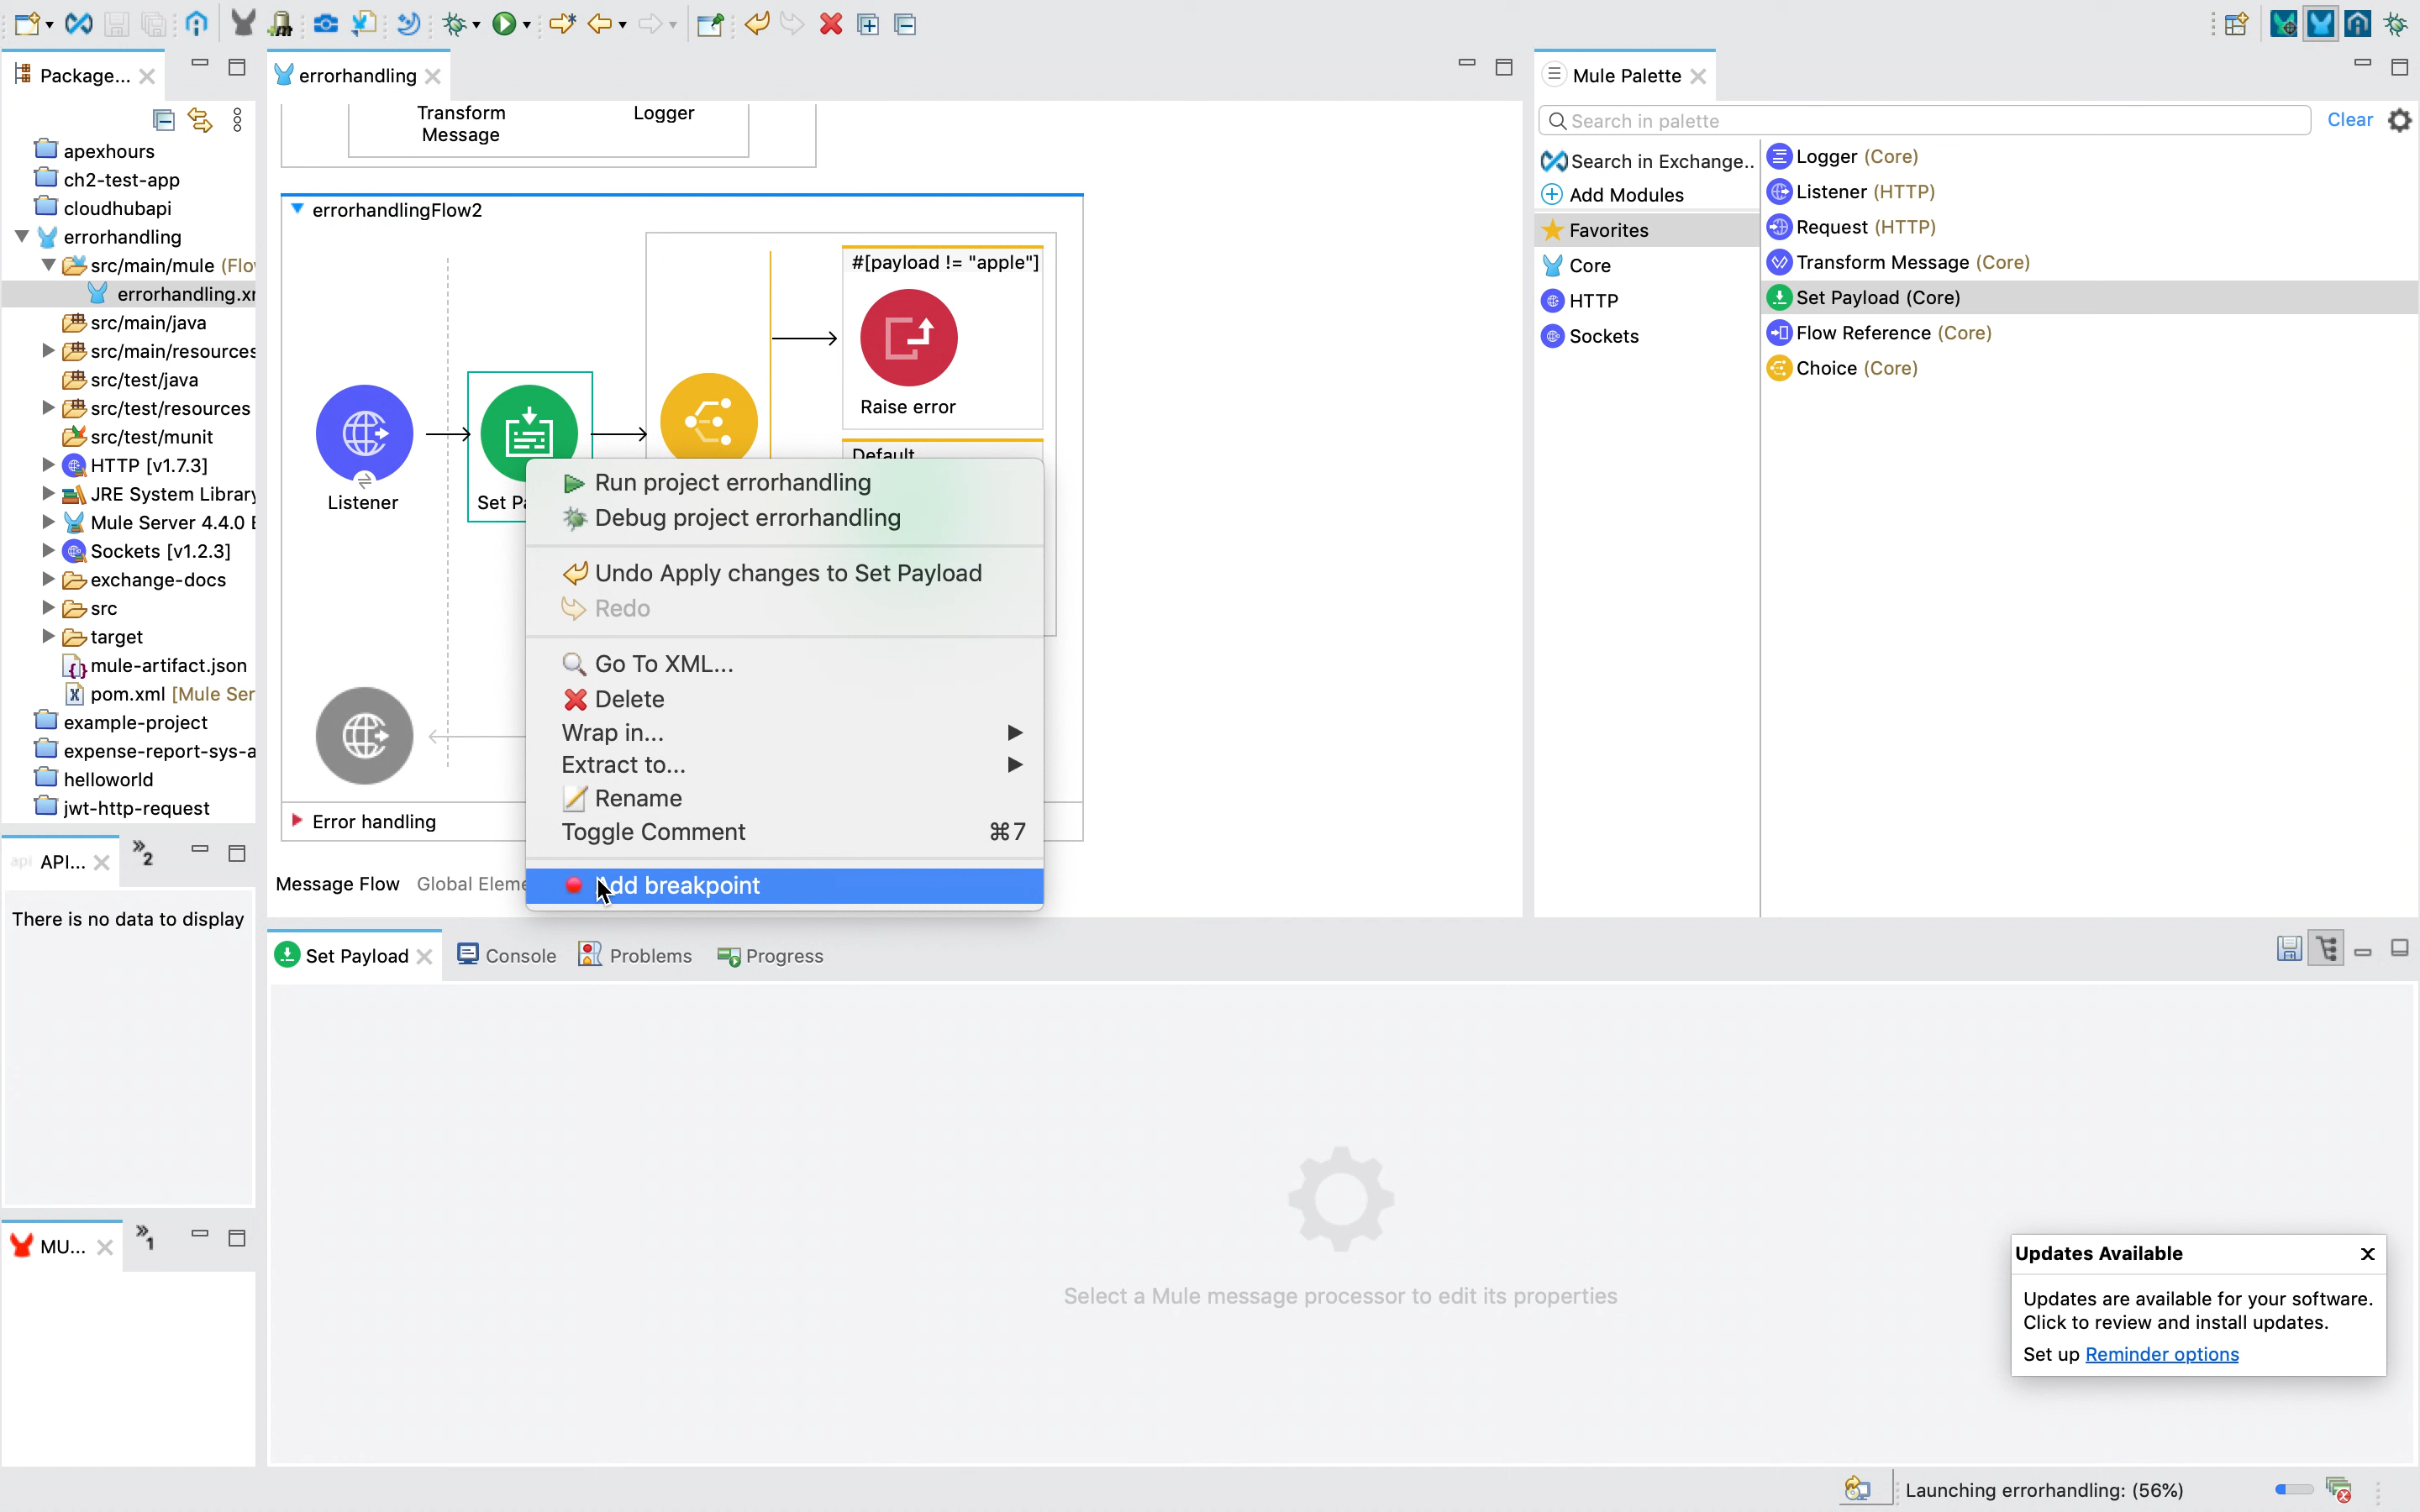 Package...
apexhours
ch2-test-app
cloudhubapi
errorhandling
src/main/mule (Flo
errorhandling.x
src/main/java
src/main/resources
src/test/java
src/test/resources
src/test/munit
HTTP [v1.7.3]
JRE System Library
Mule Server 4.4.0 E
Sockets [v1.2.3]
exchange-docs
src
target
mule-artifact.json
pom.xml [Mule Ser
example-project
expense-report-sys-a
helloworld
jwt-http-request
API...
2
There is no data to display
MU...
1
errorhandling
Transform
Message
Logger
errorhandlingFlow2
#[payload != "apple"]
Raise error
Default
Listener
Set P
Error handling
Message Flow Global Eleme
Run project errorhandling
Debug project errorhandling
Undo Apply changes to Set Payload
Redo
Go To XML...
Delete
Wrap in...
Extract to...
Rename
Toggle Comment ⌘7
Add breakpoint
Mule Palette
Search in palette
Clear
Search in Exchange..
Add Modules
Favorites
Core
HTTP
Sockets
Logger (Core)
Listener (HTTP)
Request (HTTP)
Transform Message (Core)
Set Payload (Core)
Flow Reference (Core)
Choice (Core)
Set Payload
Console
Problems
Progress
Select a Mule message processor to edit its properties
Updates Available
Updates are available for your software.
Click to review and install updates.
Set up Reminder options
Launching errorhandling: (56%)